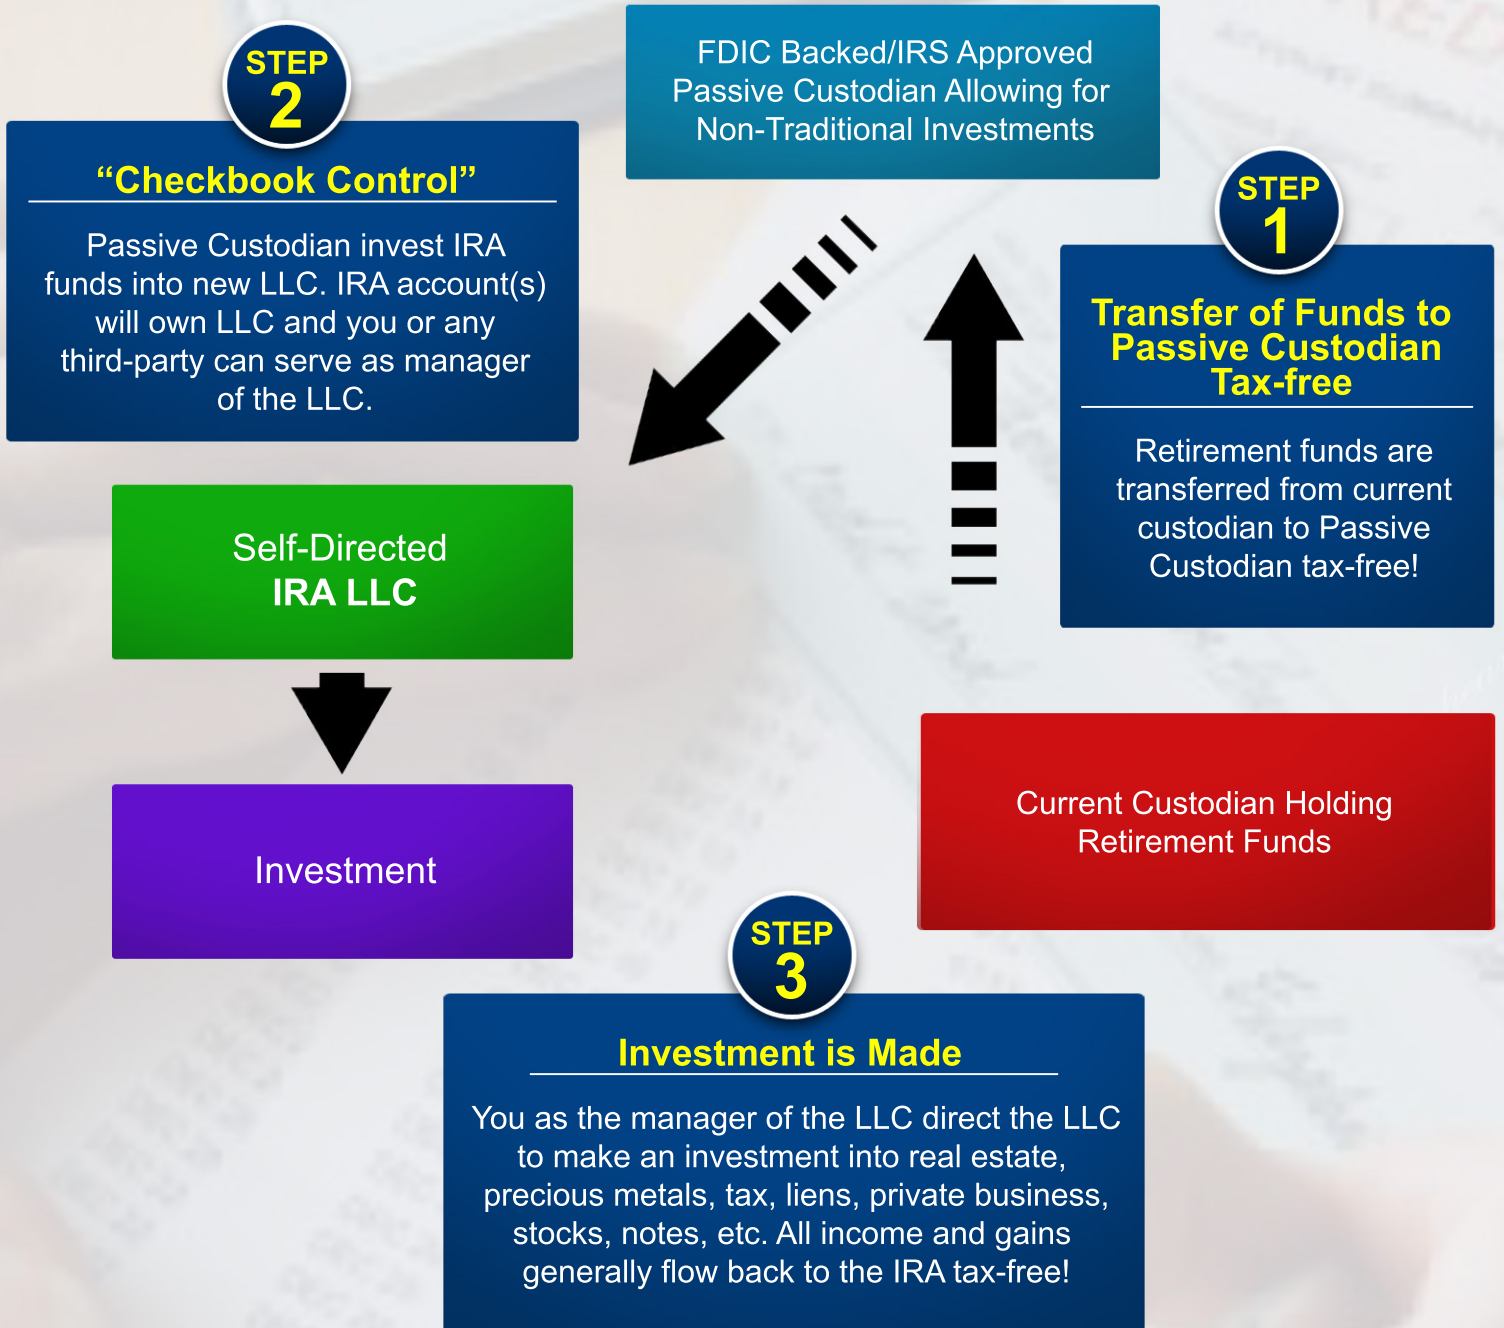 FDIC Backed/IRS Approved
Passive Custodian Allowing for
Non-Traditional Investments
STEP
1
Transfer of Funds to
Passive Custodian
Tax-free
Retirement funds are
transferred from current
custodian to Passive
Custodian tax-free!
Current Custodian Holding
Retirement Funds
STEP
2
“Checkbook Control”
Passive Custodian invest IRA
funds into new LLC. IRA account(s)
will own LLC and you or any
third-party can serve as manager
of the LLC.
Self-Directed
IRA LLC
Investment
STEP
3
Investment is Made
You as the manager of the LLC direct the LLC
to make an investment into real estate,
precious metals, tax, liens, private business,
stocks, notes, etc. All income and gains
generally flow back to the IRA tax-free!